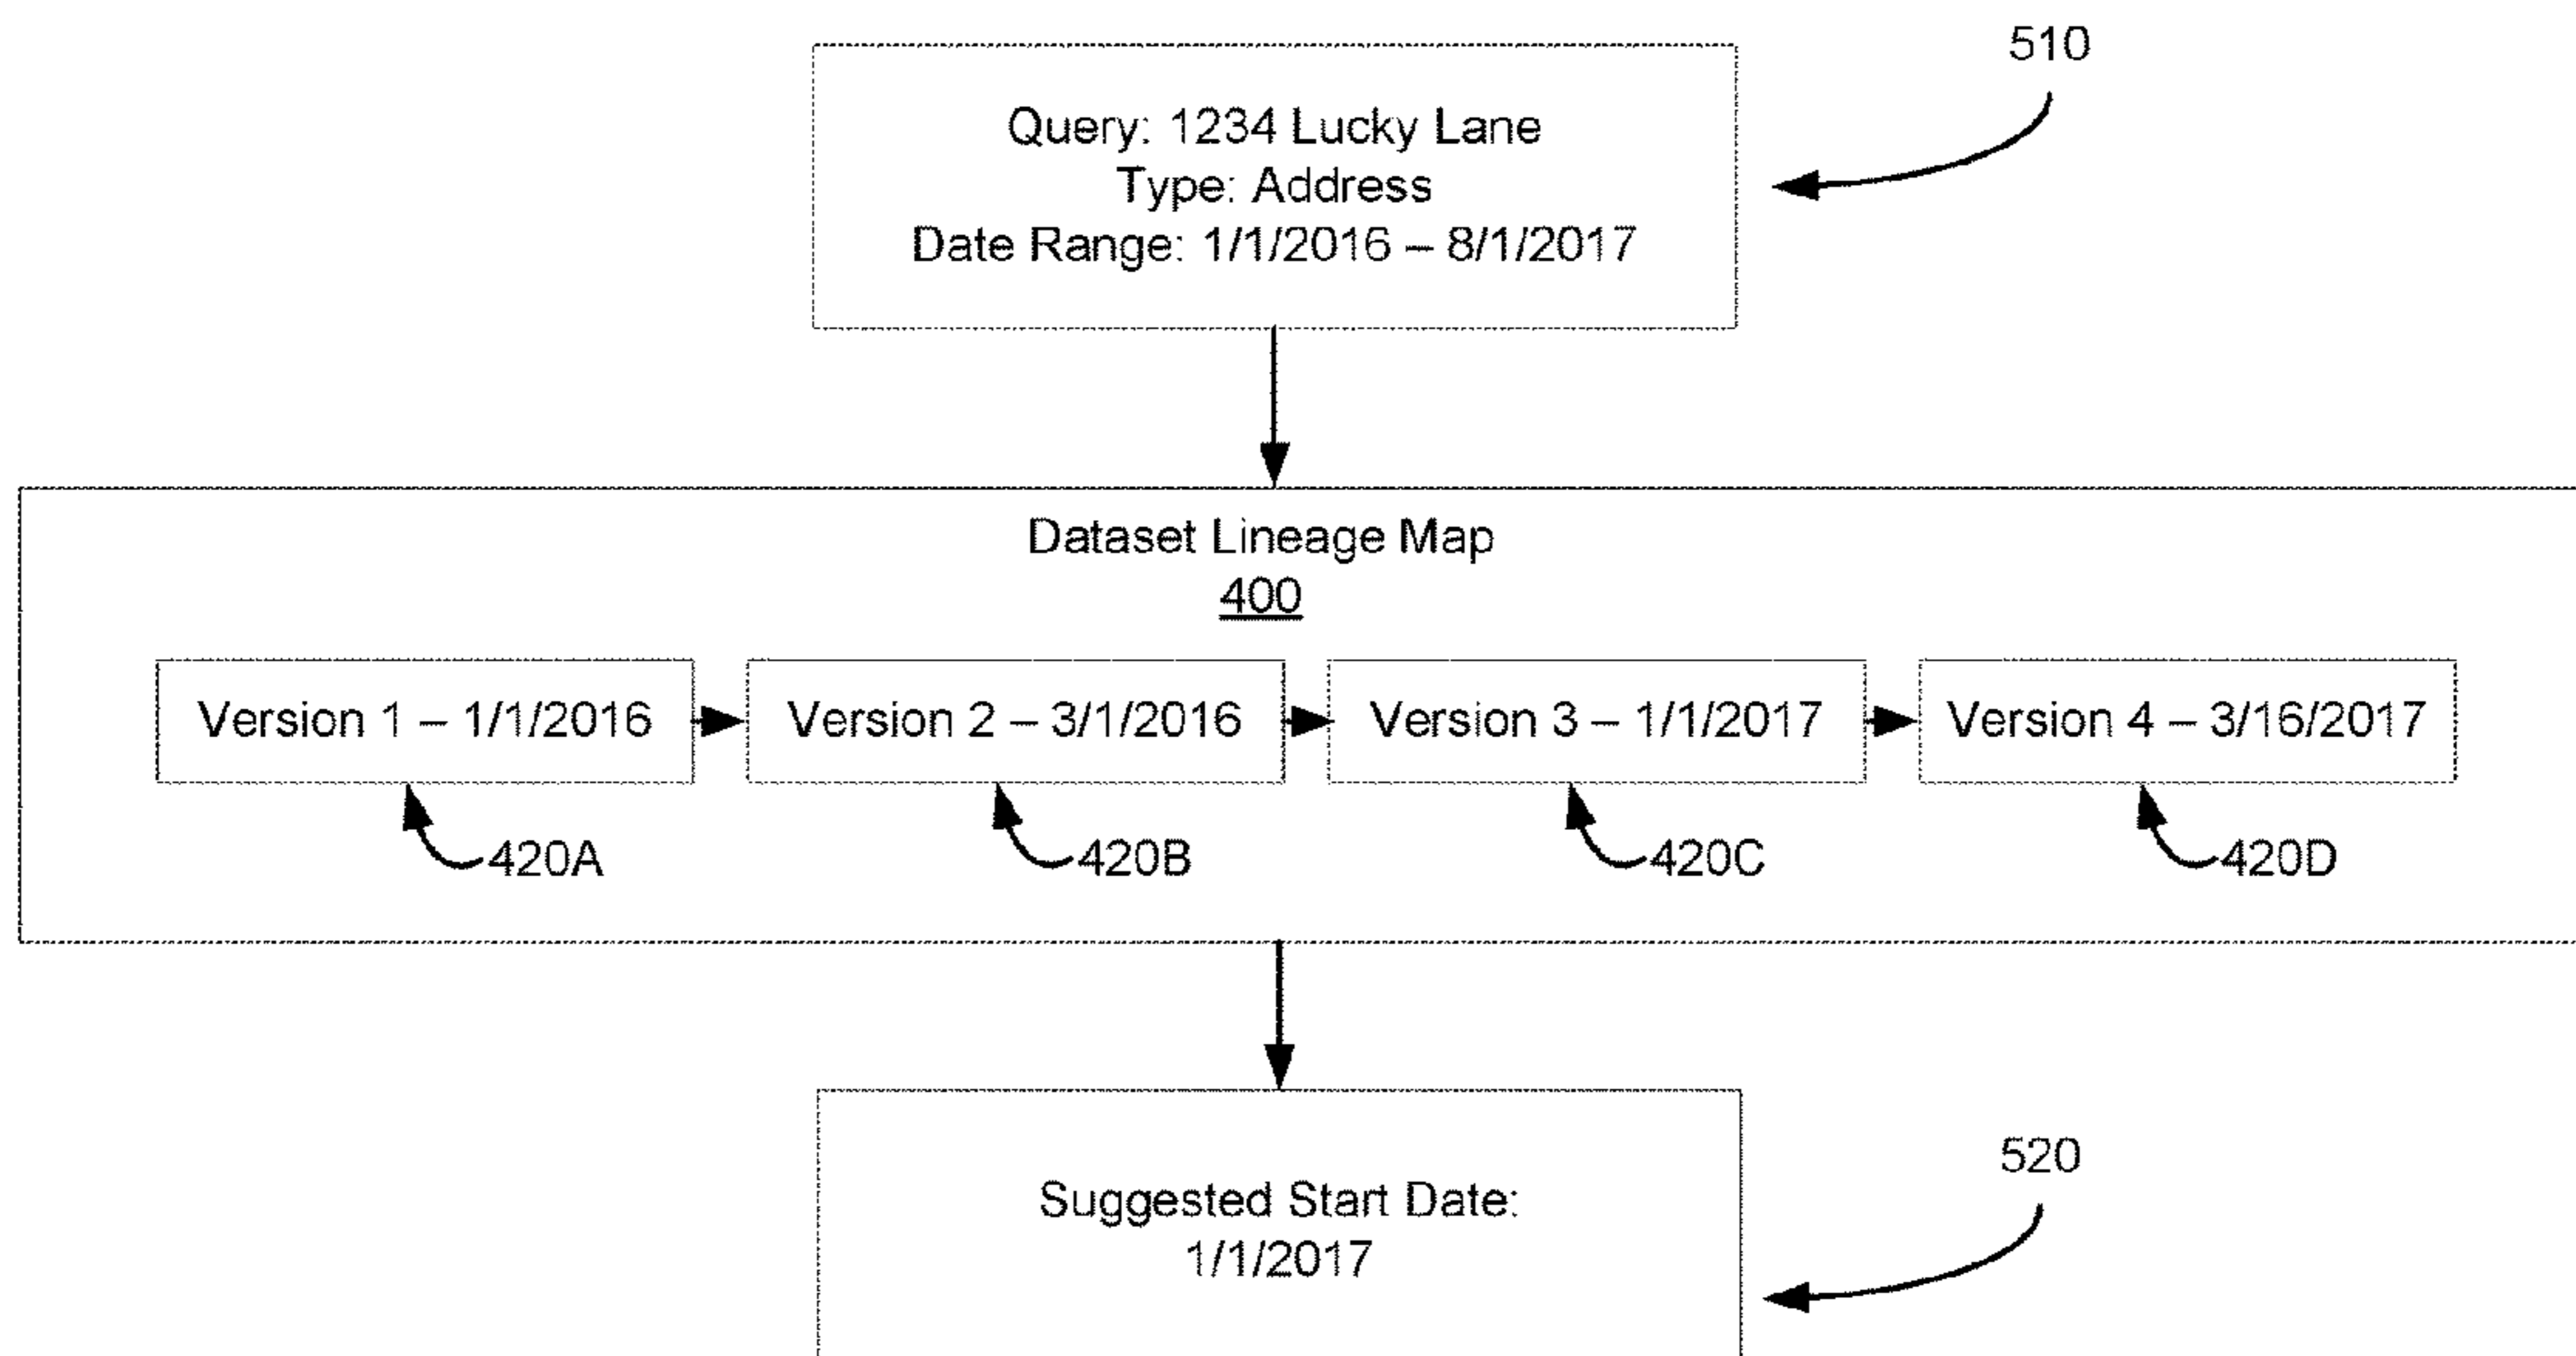 510
Query: 1234 Lucky Lane
Type: Address
Date Range: 1/1/2016 – 8/1/2017
Dataset Lineage Map
400
Version 1 – 1/1/2016
Version 2 – 3/1/2016
Version 3 – 1/1/2017
Version 4 – 3/16/2017
420A
420B
420C
420D
520
Suggested Start Date:
1/1/2017